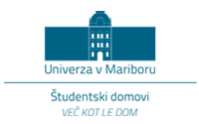 Univerza v Mariboru
Študentski domovi
VEČ KOT LE DOM